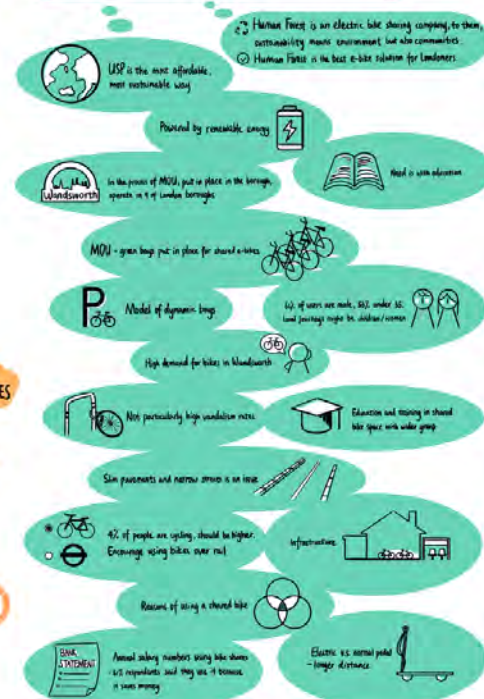 Human Forest is an electric bike sharing company, to them,
sustainability means environment but also communities.
Human Forest is the best e-bike solution for Londoners
USP is the most affordable,
most sustainable way
Powered by renewable energy
Wandsworth
In the process of MOU, put in place in the borough,
operate in 4 of London boroughs
Need is with education
MOU - green bays put in place for shared e-bikes
P
Model of dynamic bays
of users are male, under 35.
journeys might be children/women
High demand for bikes in Wandsworth
ES
Not particularly high vandalism rates
Education and training in shared
bike space with wider group
Slim pavements and narrow streets is an issue
4% of people are cycling, should be higher.
Encourage using bikes over rail
Infrastructure
Reasons of using a shared bike
BANK
STATEMENT
Annual salary numbers using bike shares
respondents said they use it because
it saves money
Electric v.s normal pedal
- longer distance